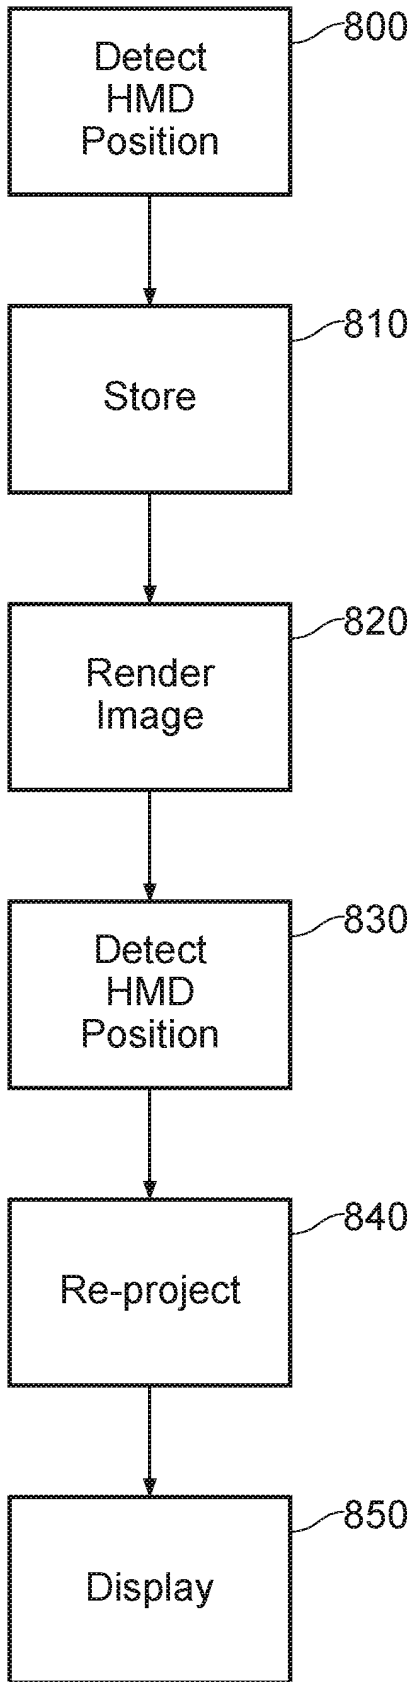 800
Detect
HMD
Position
810
Store
820
Render
Image
830
Detect
HMD
Position
840
Re-project
850
Display